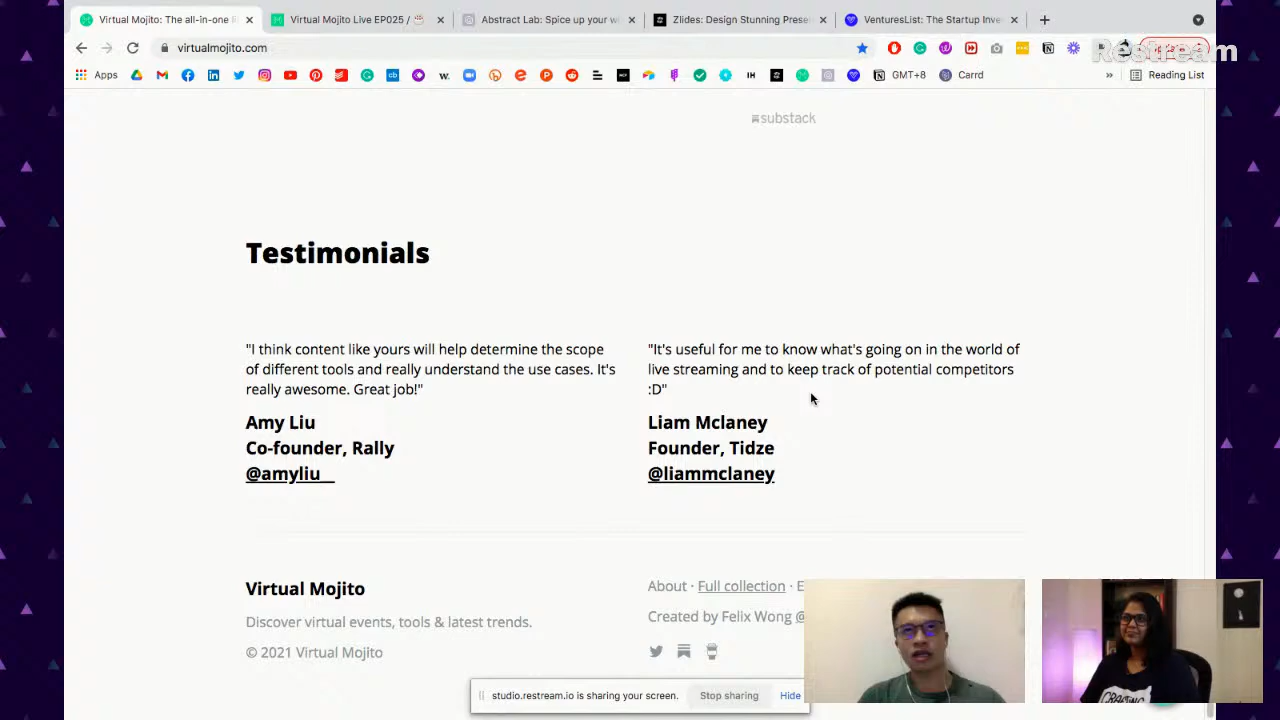 Virtual Mojito: The all-in-one
Virtual Mojito Live EP025 /
Abstract Lab: Spice up your
Zlides: Design Stunning Prese
VenturesList: The Startup Inve
virtualmojito.com
Restream
Apps
GMT+8
Carrd
Reading List
substack
Testimonials
"I think content like yours will help determine the scope
of different tools and really understand the use cases. It's
really awesome. Great job!"
Amy Liu
Co-founder, Rally
@amyliu__
"It's useful for me to know what's going on in the world of
live streaming and to keep track of potential competitors
:D"
Liam Mclaney
Founder, Tidze
@liammclaney
Virtual Mojito
Discover virtual events, tools & latest trends.
© 2021 Virtual Mojito
About · Full collection · E
Created by Felix Wong @
studio.restream.io is sharing your screen.
Stop sharing
Hide
CRAFTING